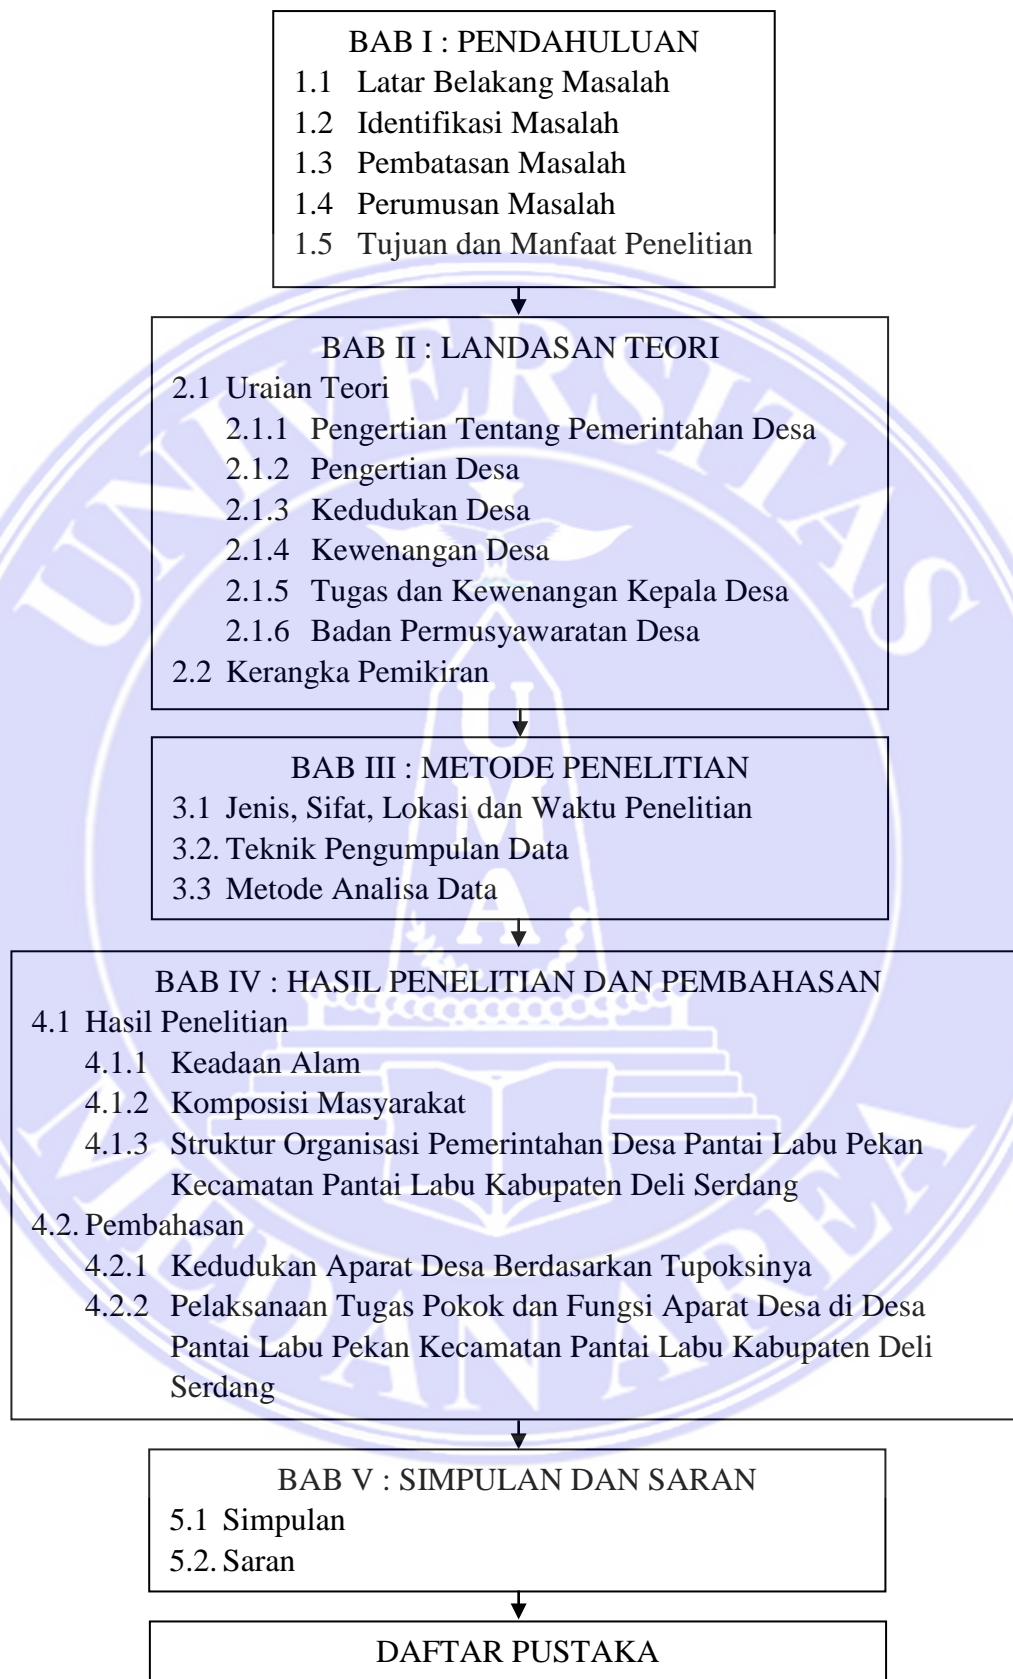 BAB I : PENDAHULUAN
1.1 Latar Belakang Masalah
1.2 Identifikasi Masalah
1.3 Pembatasan Masalah
1.4 Perumusan Masalah
1.5 Tujuan dan Manfaat Penelitian
BAB II : LANDASAN TEORI
2.1 Uraian Teori
2.1.1 Pengertian Tentang Pemerintahan Desa
2.1.2 Pengertian Desa
2.1.3 Kedudukan Desa
2.1.4 Kewenangan Desa
2.1.5 Tugas dan Kewenangan Kepala Desa
2.1.6 Badan Permusyawaratan Desa
2.2 Kerangka Pemikiran
BAB III : METODE PENELITIAN
3.1 Jenis, Sifat, Lokasi dan Waktu Penelitian
3.2. Teknik Pengumpulan Data
3.3 Metode Analisa Data
BAB IV : HASIL PENELITIAN DAN PEMBAHASAN
4.1 Hasil Penelitian
4.1.1 Keadaan Alam
4.1.2 Komposisi Masyarakat
4.1.3 Struktur Organisasi Pemerintahan Desa Pantai Labu Pekan
Kecamatan Pantai Labu Kabupaten Deli Serdang
4.2. Pembahasan
4.2.1 Kedudukan Aparat Desa Berdasarkan Tupoksinya
4.2.2 Pelaksanaan Tugas Pokok dan Fungsi Aparat Desa di Desa
Pantai Labu Pekan Kecamatan Pantai Labu Kabupaten Deli
Serdang
BAB V : SIMPULAN DAN SARAN
5.1 Simpulan
5.2. Saran
DAFTAR PUSTAKA
UNIVERSITAS
MEDAN AREA
UMA